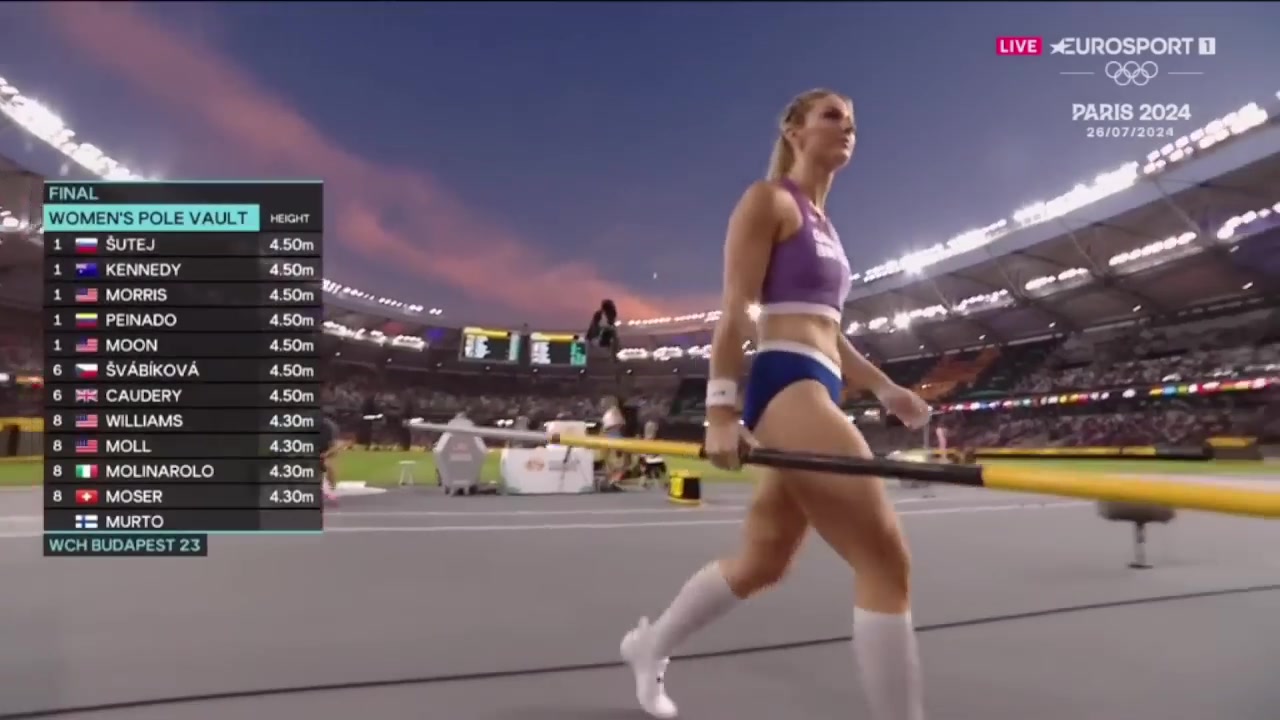 LIVE EUROSPORT 1
PARIS 2024
26/07/2024
FINAL
WOMEN'S POLE VAULT HEIGHT
1 ŠUTEJ 4.50m
1 KENNEDY 4.50m
1 MORRIS 4.50m
1 PEINADO 4.50m
1 MOON 4.50m
6 ŠVÁBÍKOVÁ 4.50m
6 CAUDERY 4.50m
8 WILLIAMS 4.30m
8 MOLL 4.30m
8 MOLINAROLO 4.30m
8 MOSER 4.30m
MURTO
WCH BUDAPEST 23